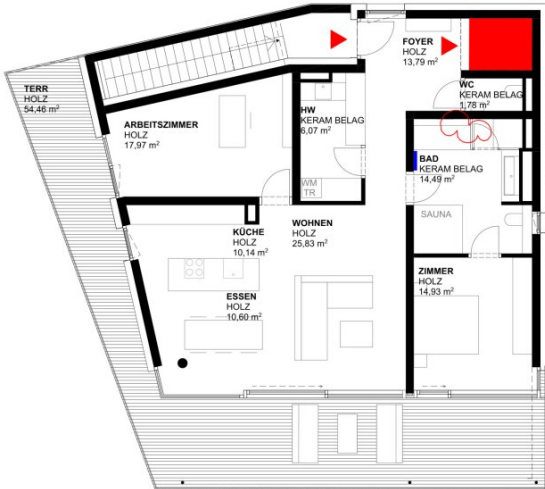 FOYER
HOLZ
13,79 m²
TERR
HOLZ
54,46 m²
WC
KERAM BELAG
1,78 m²
ARBEITSZIMMER
HOLZ
17,97 m²
HW
KERAM BELAG
6,07 m²
BAD
KERAM BELAG
14,49 m²
WM
TR
SAUNA
KÜCHE
HOLZ
10,14 m²
WOHNEN
HOLZ
25,83 m²
ESSEN
HOLZ
10,60 m²
ZIMMER
HOLZ
14,93 m²